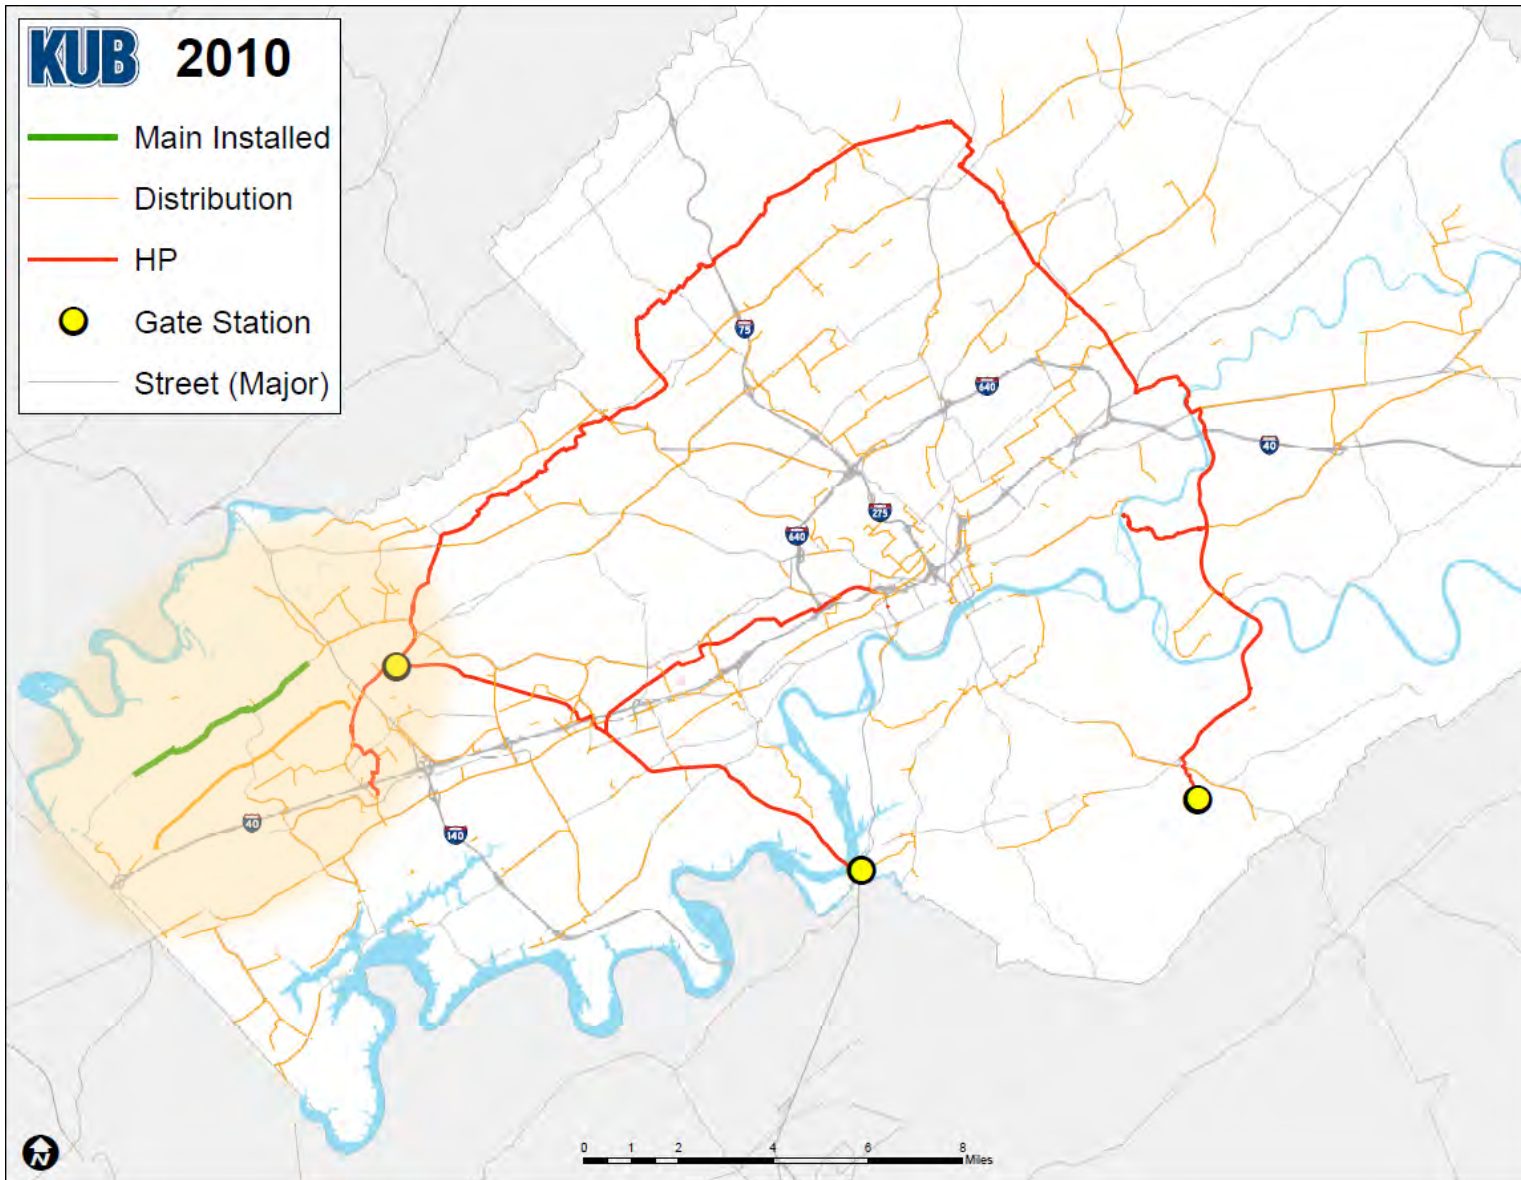 KUB 2010
Main Installed
Distribution
HP
Gate Station
Street (Major)
75
640
40
275
640
40
140
N
0 1 2 4 6 8
Miles